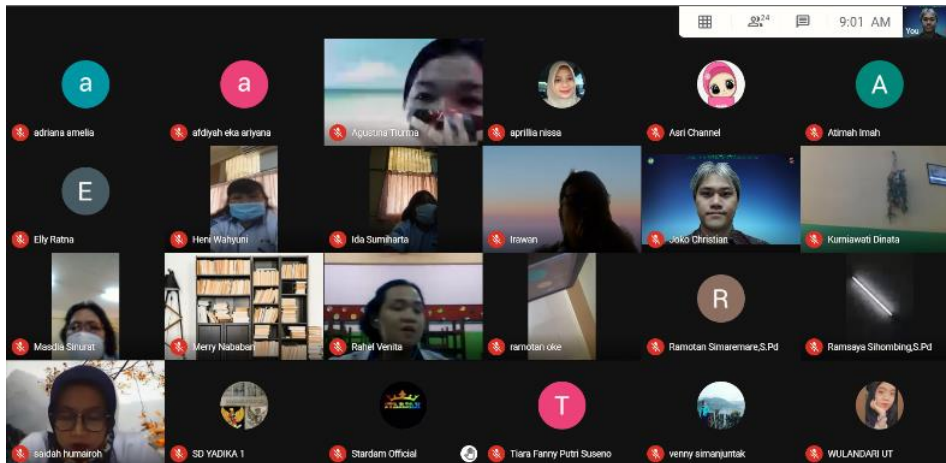 24
9:01 AM
You
a
a
A
adriana amelia
afdiyah eka ariyana
Agustina Tiurma
aprillia nissa
Asri Channel
Atimah Imah
E
Elly Ratna
Heni Wahyuni
Ida Sumiharta
Irawan
Joko Christian
Kurniawati Dinata
R
Masdia Sinurat
Merry Nababan
Rahel Venita
ramotan oke
Ramotan Simaremare,S.Pd
Ramsaya Sihombing,S.Pd
STARDAM
T
saidah humairoh
SD YADIKA 1
Stardam Official
Tiara Fanny Putri Suseno
venny simanjuntak
WULANDARI UT